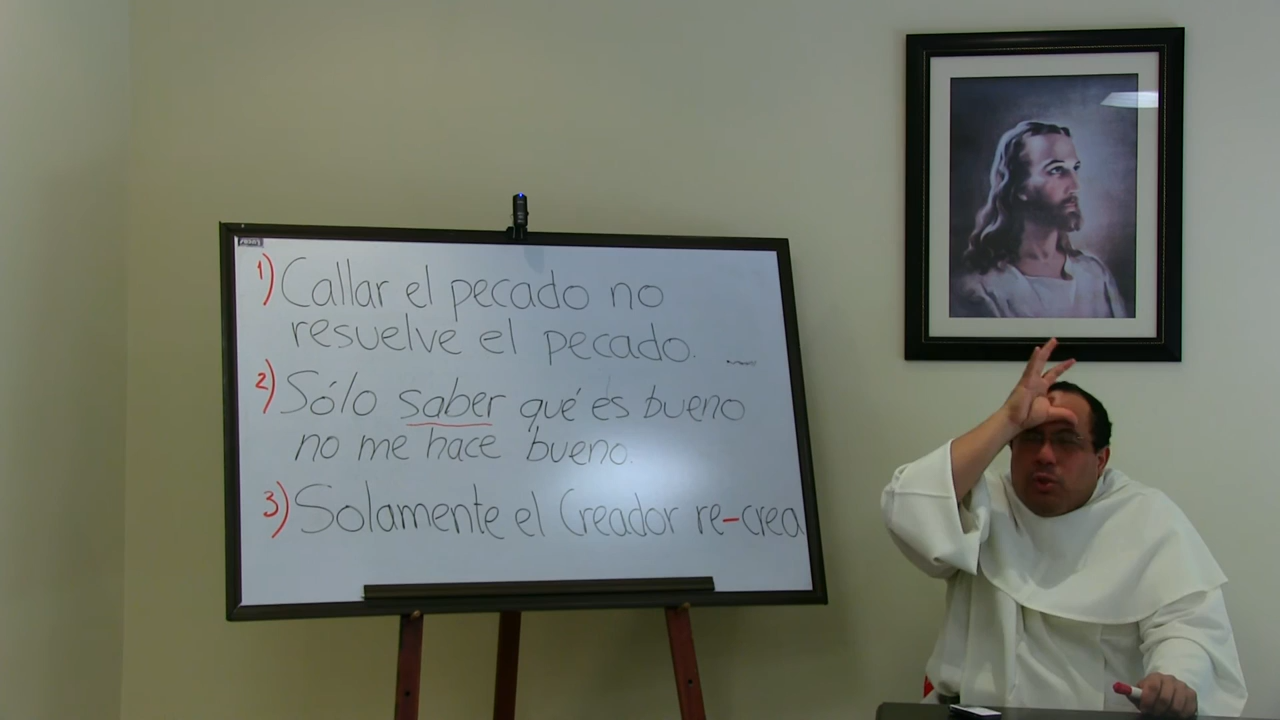 1) Callar el pecado no
resuelve el pecado.
2) Sólo saber qué es bueno
no me hace bueno.
3) Solamente el Creador re-crea